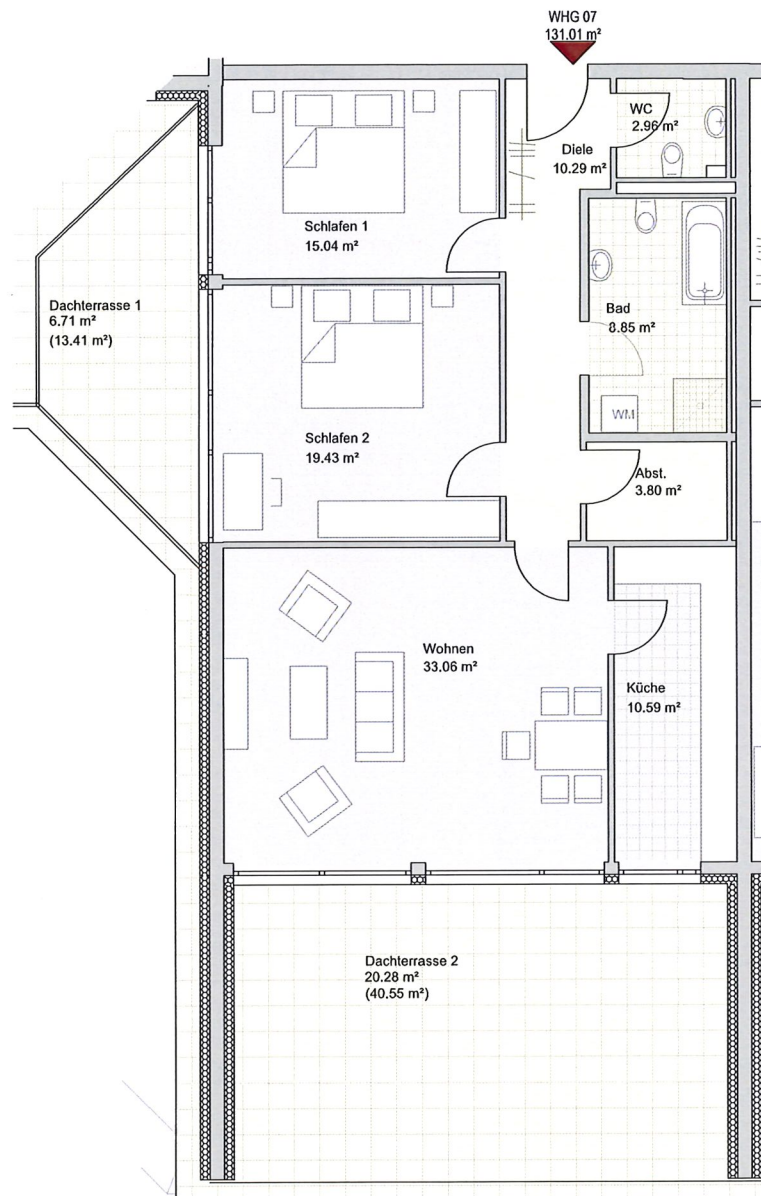 WHG 07
131.01 m²
WC
2.96 m²
Diele
10.29 m²
Schlafen 1
15.04 m²
Dachterrasse 1
6.71 m²
(13.41 m²)
Bad
8.85 m²
WM
Schlafen 2
19.43 m²
Abst.
3.80 m²
Wohnen
33.06 m²
Küche
10.59 m²
Dachterrasse 2
20.28 m²
(40.55 m²)